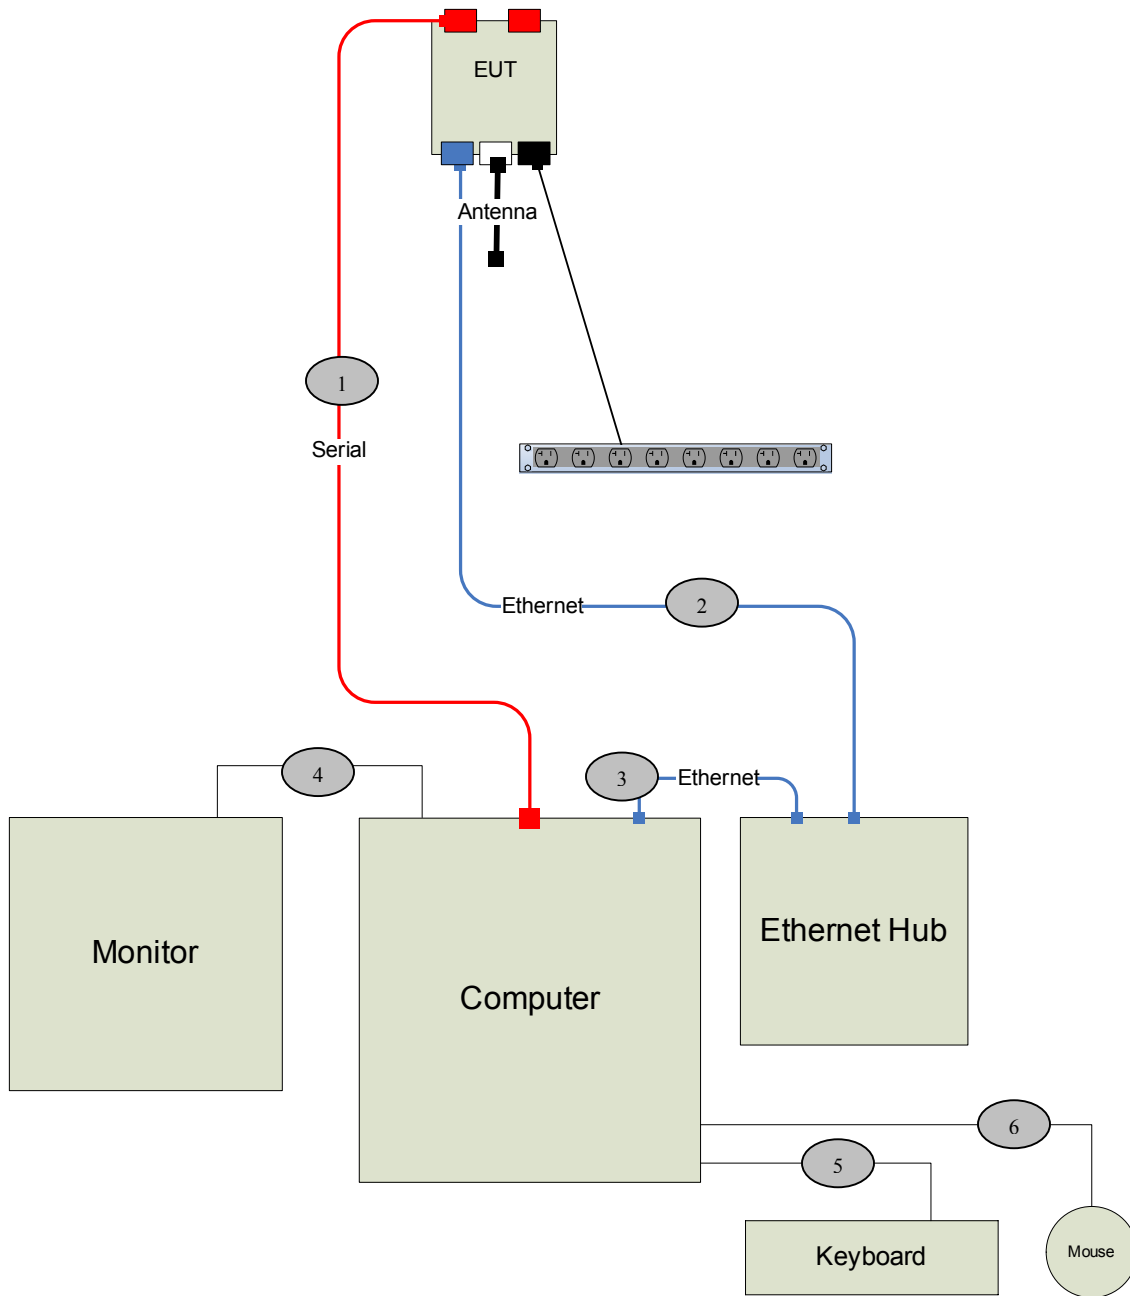 EUT
Antenna
1
Serial
Ethernet
2
4
3
Ethernet
Monitor
Computer
Ethernet Hub
6
5
Keyboard
Mouse